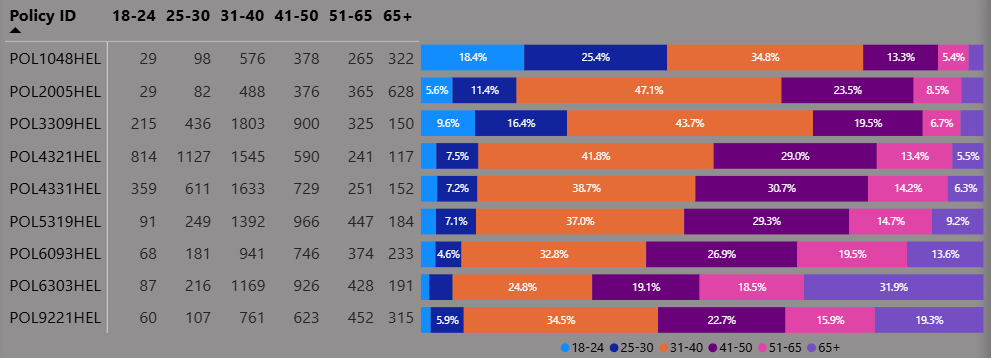 Policy ID 18-24 25-30 31-40 41-50 51-65 65+
POL1048HEL 29 98 576 378 265 322 18.4% 25.4% 34.8% 13.3% 5.4%
POL2005HEL 29 82 488 376 365 628 5.6% 11.4% 47.1% 23.5% 8.5%
POL3309HEL 215 436 1803 900 325 150 9.6% 16.4% 43.7% 19.5% 6.7%
POL4321HEL 814 1127 1545 590 241 117 7.5% 41.8% 29.0% 13.4% 5.5%
POL4331HEL 359 611 1633 729 251 152 7.2% 38.7% 30.7% 14.2% 6.3%
POL5319HEL 91 249 1392 966 447 184 7.1% 37.0% 29.3% 14.7% 9.2%
POL6093HEL 68 181 941 746 374 233 4.6% 32.8% 26.9% 19.5% 13.6%
POL6303HEL 87 216 1169 926 428 191 24.8% 19.1% 18.5% 31.9%
POL9221HEL 60 107 761 623 452 315 5.9% 34.5% 22.7% 15.9% 19.3%
18-24 25-30 31-40 41-50 51-65 65+